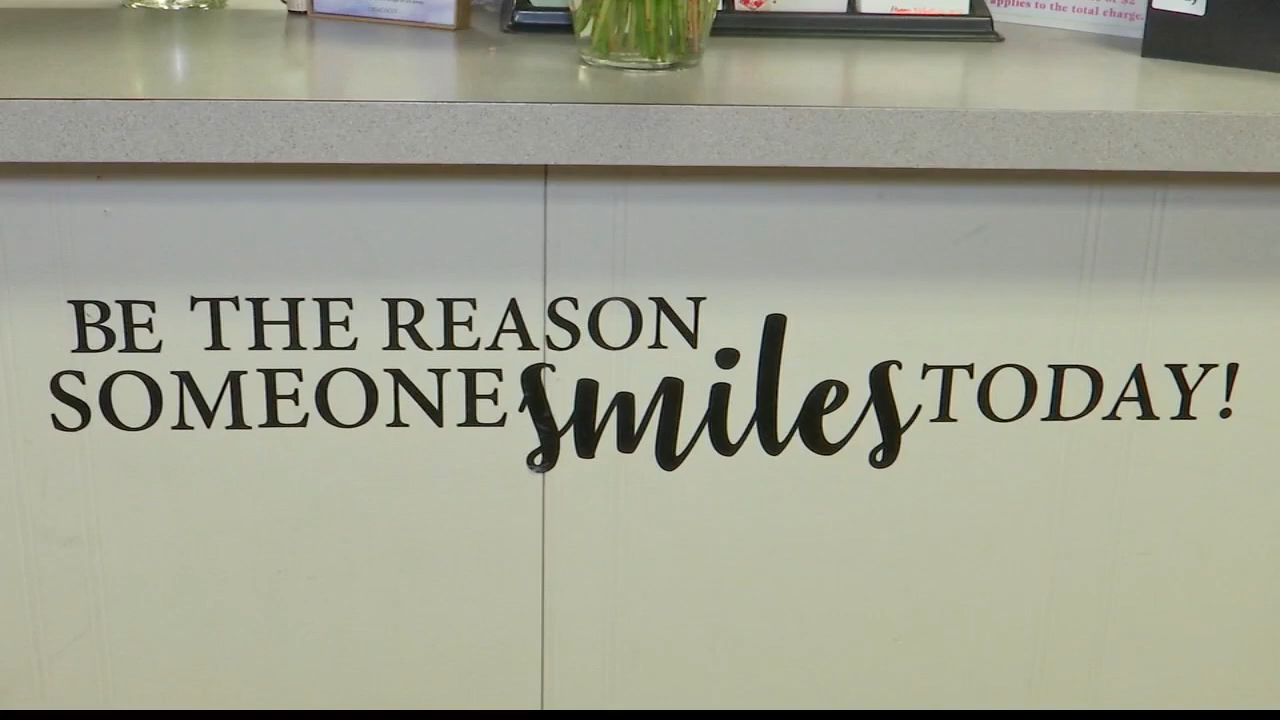 applies to the total charge.
BE THE REASON
SOMEONE smiles TODAY!